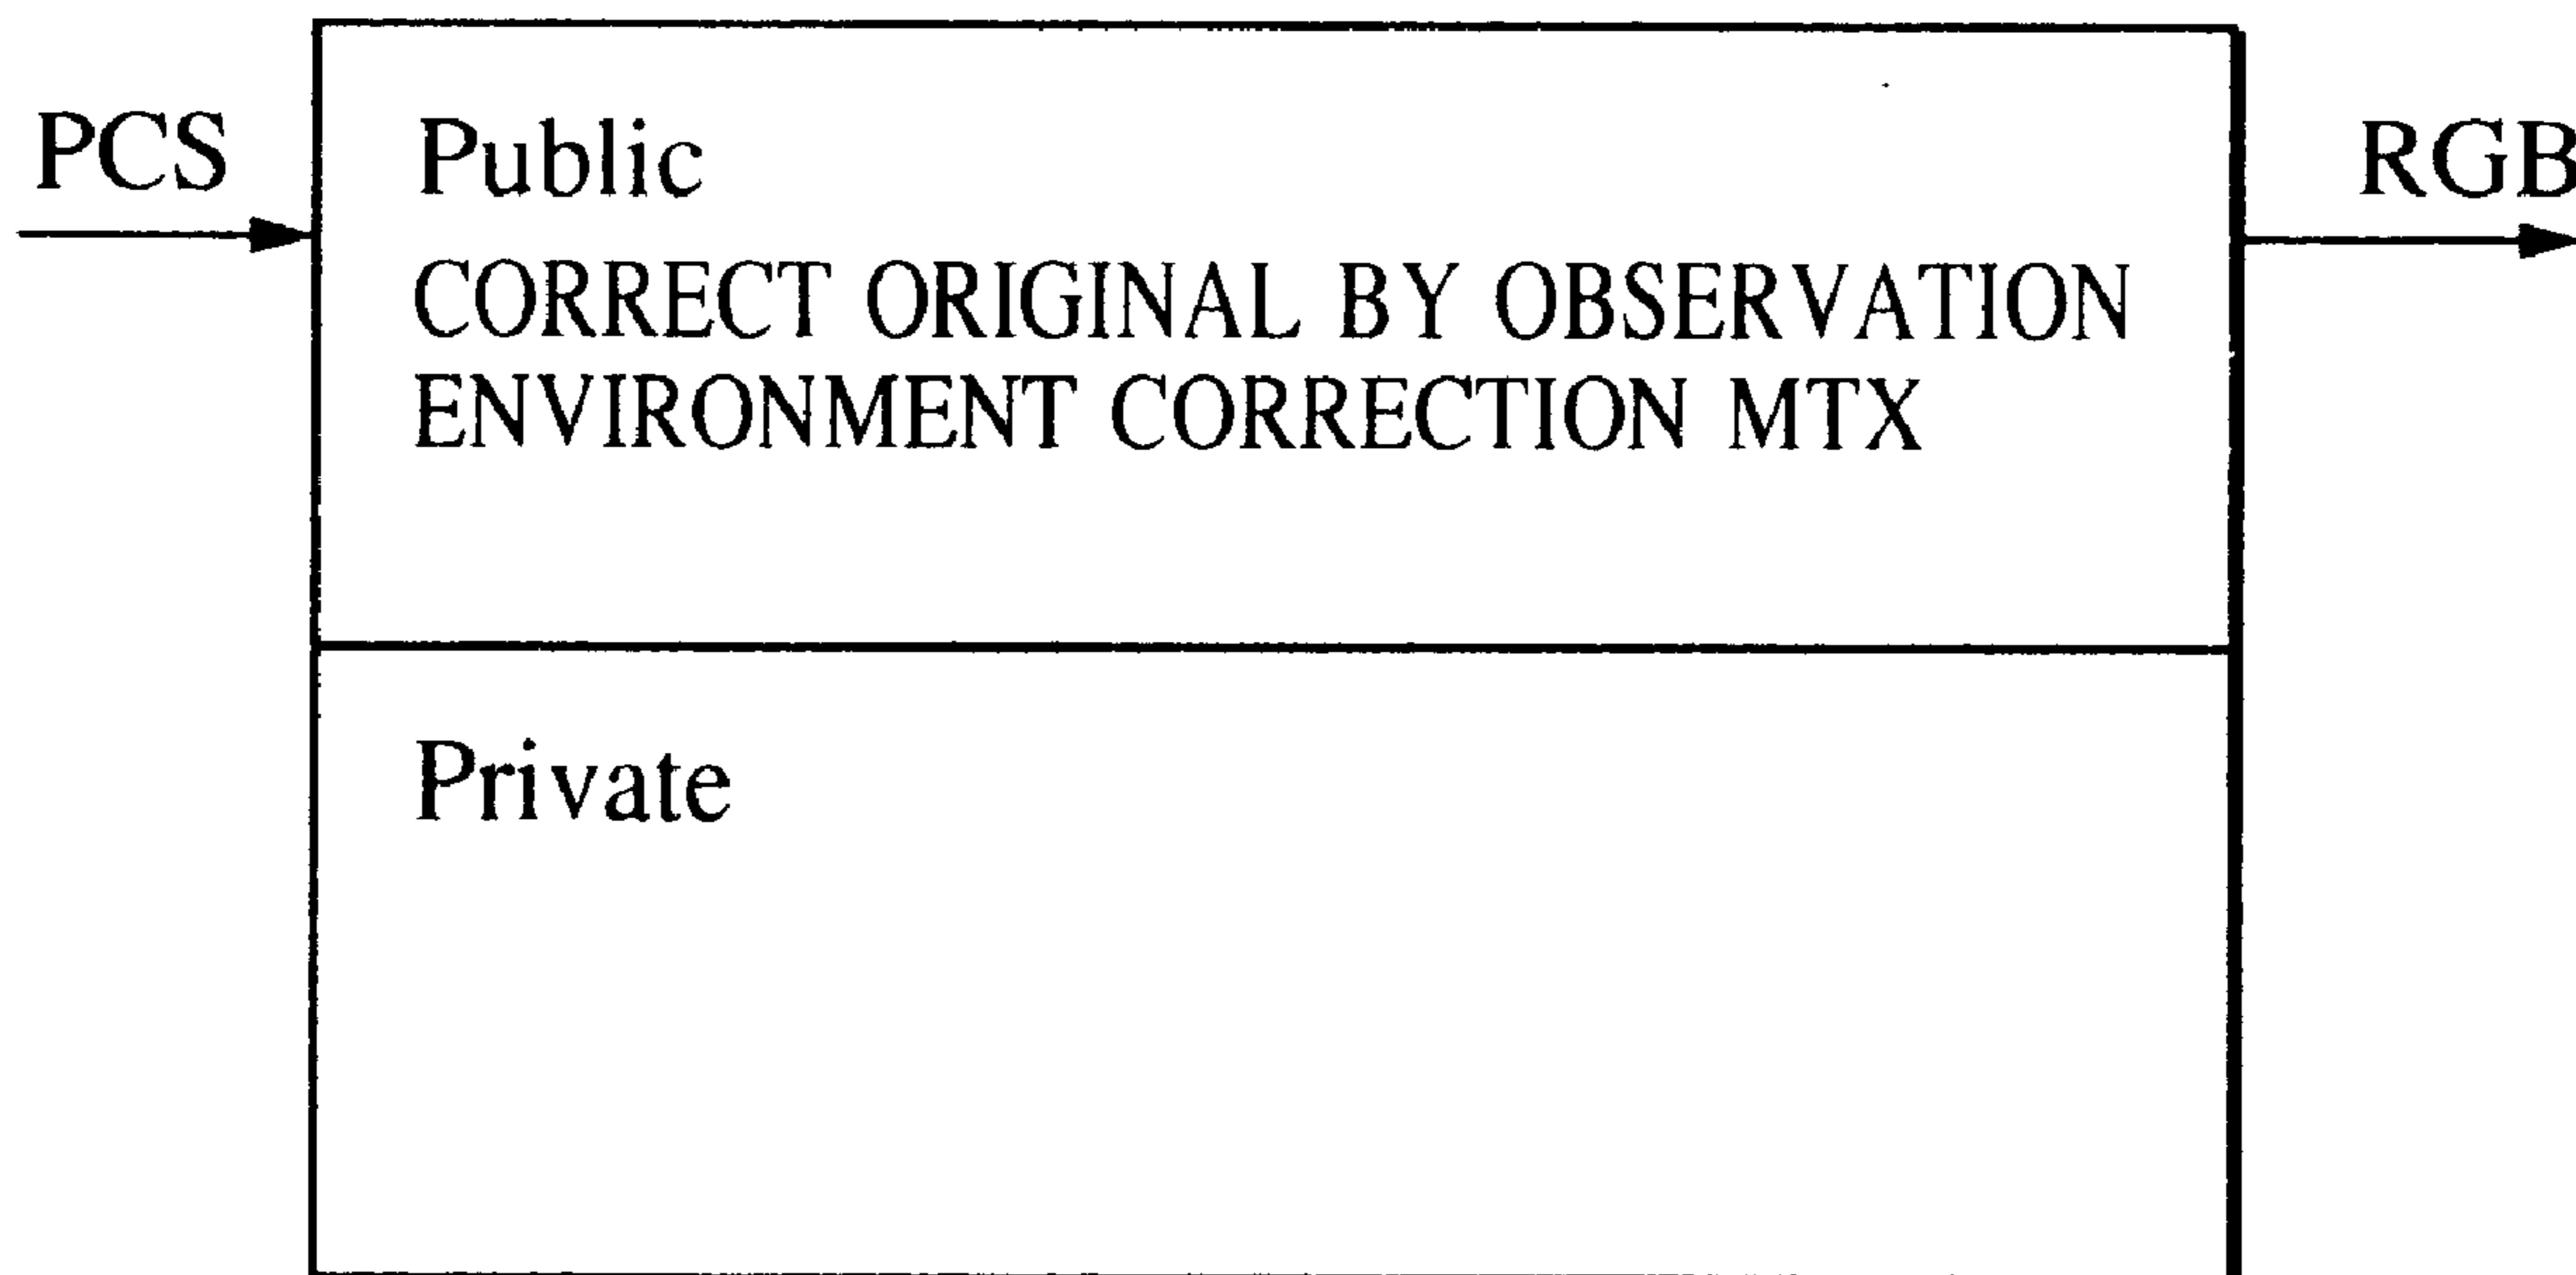 PCS
Public
RGB
CORRECT ORIGINAL BY OBSERVATION
ENVIRONMENT CORRECTION MTX
Private